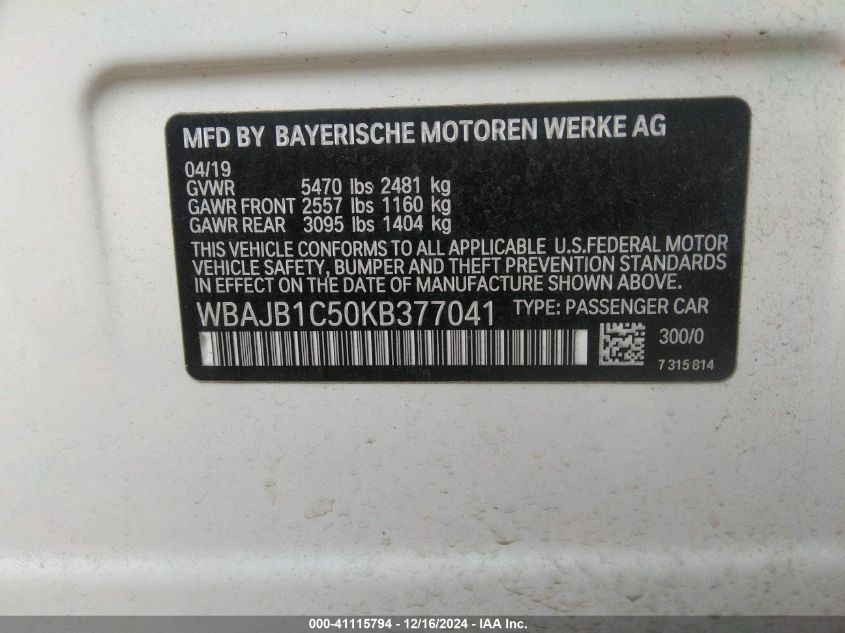 MFD BY BAYERISCHE MOTOREN WERKE AG
04/19
GVWR 5470 lbs 2481 kg
GAWR FRONT 2557 lbs 1160 kg
GAWR REAR 3095 lbs 1404 kg
THIS VEHICLE CONFORMS TO ALL APPLICABLE U.S.FEDERAL MOTOR
VEHICLE SAFETY, BUMPER AND THEFT PREVENTION STANDARDS
IN EFFECT ON THE DATE OF MANUFACTURE SHOWN ABOVE.
WBAJB1C50KB377041 TYPE: PASSENGER CAR
300/0
7 315 814
000-41115794 - 12/16/2024 - IAA Inc.